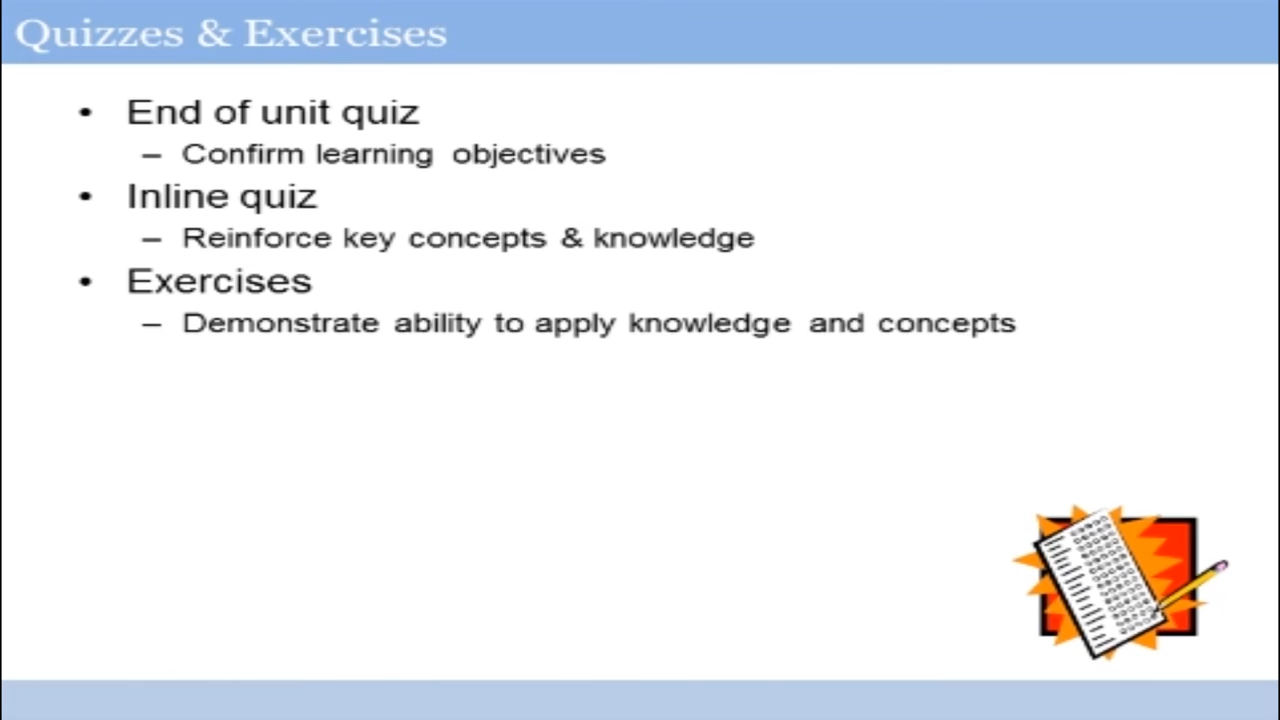 Quizzes & Exercises
• End of unit quiz
– Confirm learning objectives
• Inline quiz
– Reinforce key concepts & knowledge
• Exercises
– Demonstrate ability to apply knowledge and concepts